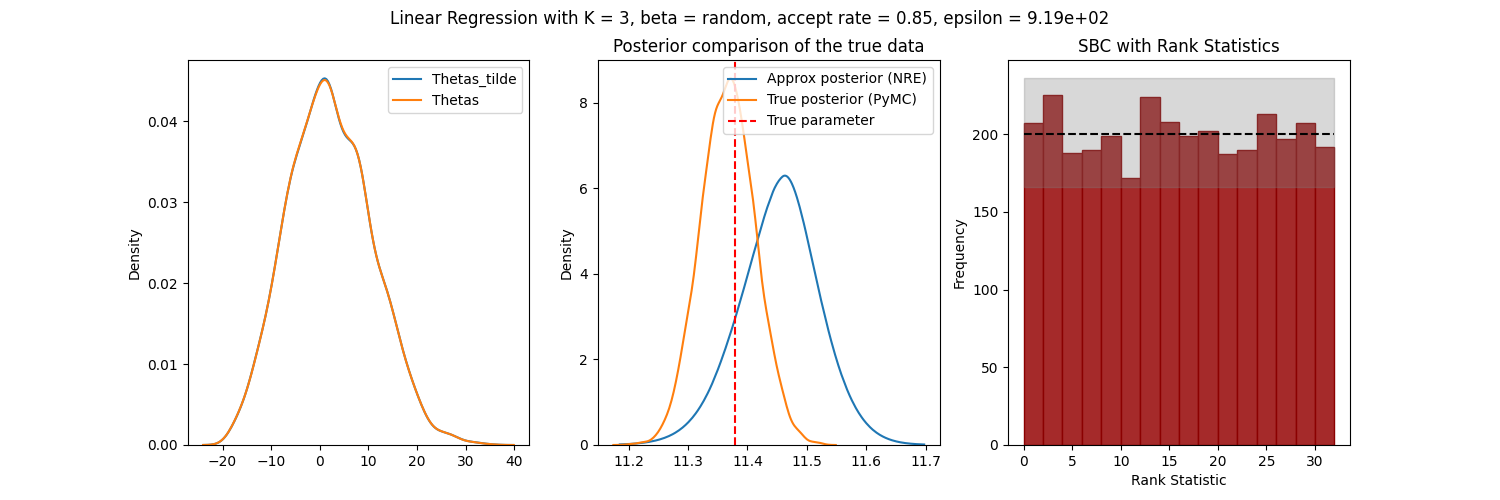 Linear Regression with K = 3, beta = random, accept rate = 0.85, epsilon = 9.19e+02
Thetas_tilde
Thetas
Density
0.04
0.03
0.02
0.01
0.00
−20
−10
0
10
20
30
40
Posterior comparison of the true data
Approx posterior (NRE)
True posterior (PyMC)
True parameter
Density
8
6
4
2
0
11.2
11.3
11.4
11.5
11.6
11.7
SBC with Rank Statistics
Frequency
200
150
100
50
0
0
5
10
15
20
25
30
Rank Statistic